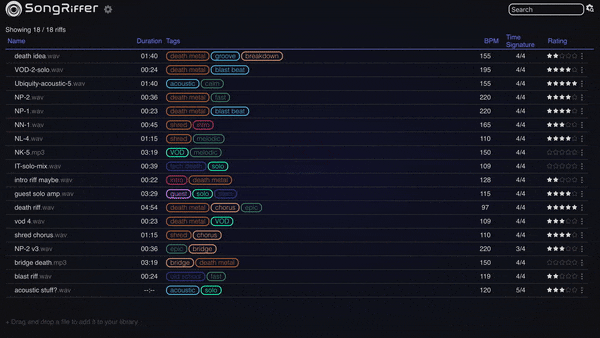 SongRiffer
Search
Showing 18 / 18 riffs
Name Duration Tags BPM Time Signature Rating
death idea.wav 01:40 death metal groove breakdown 155 4/4
VOD-2-solo.wav 00:24 death metal blast beat 195 4/4
Ubiquity-acoustic-5.wav 01:40 acoustic calm 155 4/4
NP-2.wav 00:36 death metal fast 220 4/4
NP-1.wav 00:23 death metal blast beat 220 4/4
NN-1.wav 00:45 shred intro 165 3/4
NL-4.wav 01:15 shred melodic 110 4/4
NK-5.mp3 03:19 VOD melodic 150 4/4
IT-solo-mix.wav 00:39 tech death solo 109 4/4
intro riff maybe.wav 00:22 intro death metal 128 4/4
guest solo amp.wav 03:29 guest solo 115 4/4
death riff.wav 04:54 death metal chorus epic 97 4/4
vod 4.wav 00:23 death metal VOD 109 4/4
shred chorus.wav 01:15 shred chorus 110 4/4
NP-2 v3.wav 00:36 epic bridge 220 3/4
bridge death.mp3 03:19 bridge death metal 150 4/4
blast riff.wav 00:24 old school fast 119 4/4
acoustic stuff?.wav --:-- acoustic solo 120 5/4
+ Drag and drop a file to add it to your library